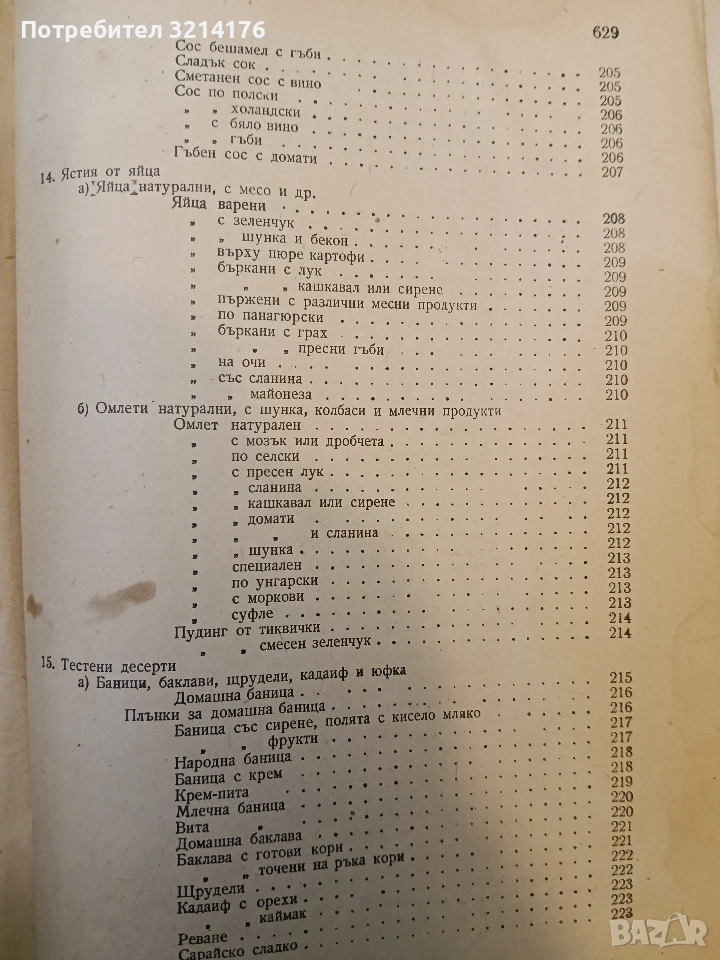 Потребител 3214176
629
Сос бешамел с гъби . . . . . . . . . .
Сладък сок . . . . . . . . . . 205
Сметанен сос с вино . . . . . . . . . . 205
Сос по полски . . . . . . . . . . 205
„ „ холандски . . . . . . . . . . 206
„ с бяло вино . . . . . . . . . . 206
„ „ гъби . . . . . . . . . . 206
Гъбен сос с домати . . . . . . . . . . 206
14. Ястия от яйца 207
а) Яйца натурални, с месо и др.
Яйца варени
„ с зеленчук . . . . . . . . . . 208
„ „ шунка и бекон . . . . . . . . . . 208
„ върху пюре картофи . . . . . . . . . . 208
„ бъркани с лук . . . . . . . . . . 209
„ „ „ кашкавал или сирене . . . . . . . . . . 209
„ пържени с различни месни продукти . . . . . . . . . . 209
„ по панагюрски . . . . . . . . . . 209
„ бъркани с грах . . . . . . . . . . 209
„ „ „ пресни гъби . . . . . . . . . . 210
„ на очи . . . . . . . . . . 210
„ със сланина . . . . . . . . . . 210
„ „ майонеза . . . . . . . . . . 210
210
б) Омлети натурални, с шунка, колбаси и млечни продукти
Омлет натурален . . . . . . . . . . 211
„ с мозък или дробчета . . . . . . . . . . 211
„ по селски . . . . . . . . . . 211
„ с пресен лук . . . . . . . . . . 211
„ „ сланина . . . . . . . . . . 212
„ „ кашкавал или сирене . . . . . . . . . . 212
„ „ домати . . . . . . . . . . 212
„ „ „ и сланина . . . . . . . . . . 212
„ „ шунка . . . . . . . . . . 212
„ специален . . . . . . . . . . 213
„ по унгарски . . . . . . . . . . 213
„ с моркови . . . . . . . . . . 213
„ суфле . . . . . . . . . . 213
Пудинг от тиквички . . . . . . . . . . 214
„ „ смесен зеленчук . . . . . . . . . . 214
15. Тестени десерти
а) Баници, баклави, щрудели, кадаиф и юфка
Домашна баница . . . . . . . . . . 215
Плънки за домашна баница . . . . . . . . . . 216
Баница със сирене, полята с кисело мляко . . . . . . . . . . 216
„ „ фрукти . . . . . . . . . . 217
Народна баница . . . . . . . . . . 217
Баница с крем . . . . . . . . . . 218
Крем-пита . . . . . . . . . . 218
Млечна баница . . . . . . . . . . 219
Вита „ . . . . . . . . . . 220
Домашна баклава . . . . . . . . . . 220
Баклава с готови кори . . . . . . . . . . 221
„ „ точени на ръка кори . . . . . . . . . . 221
Щрудели . . . . . . . . . . 222
Кадаиф с орехи . . . . . . . . . . 222
„ „ каймак . . . . . . . . . . 223
Реване . . . . . . . . . . 223
Сарайско сладко . . . . . . . . . . 223
BAZAR